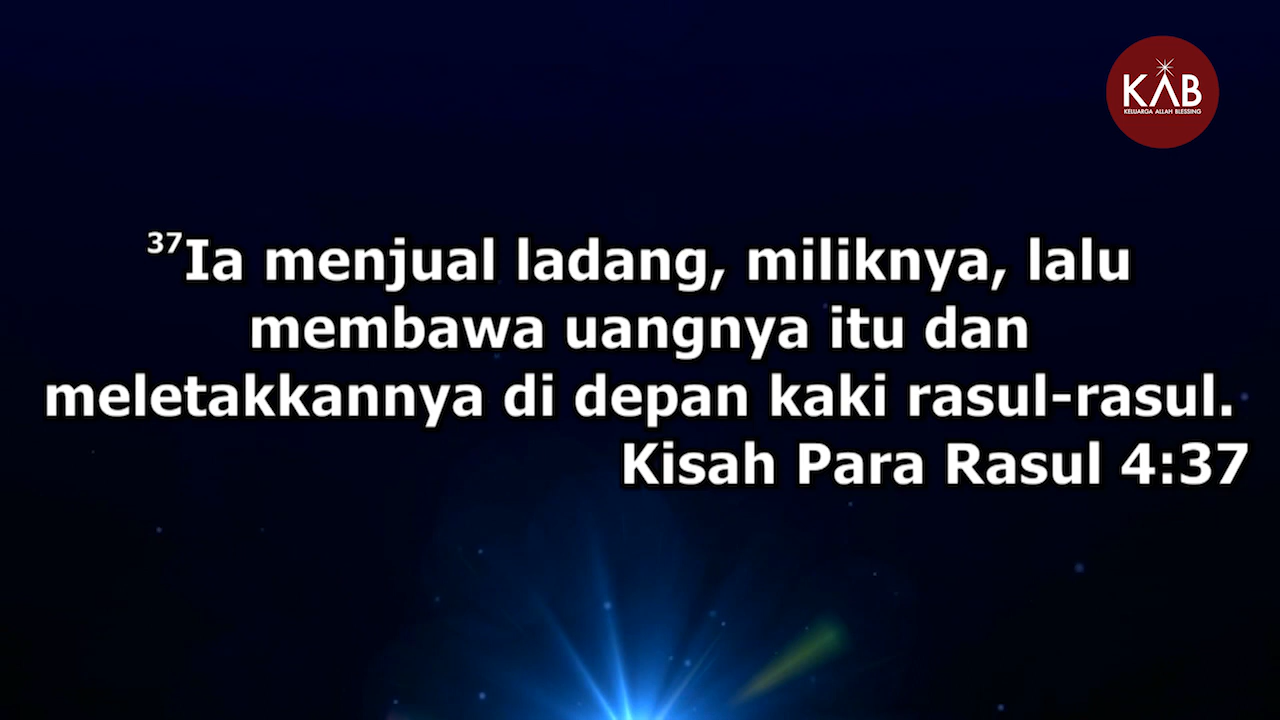 KAB
KELUARGA ALLAH BLESSING
37Ia menjual ladang, miliknya, lalu
membawa uangnya itu dan
meletakkannya di depan kaki rasul-rasul.
Kisah Para Rasul 4:37